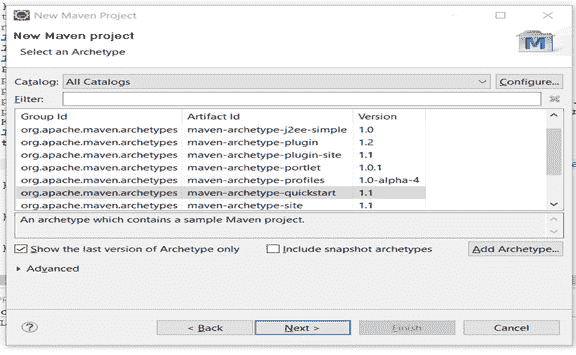 New Maven Project
New Maven project
Select an Archetype
M
Catalog: All Catalogs Configure...
Filter:
Group Id Artifact Id Version
org.apache.maven.archetypes maven-archetype-j2ee-simple 1.0
org.apache.maven.archetypes maven-archetype-plugin 1.2
org.apache.maven.archetypes maven-archetype-plugin-site 1.1
org.apache.maven.archetypes maven-archetype-portlet 1.0.1
org.apache.maven.archetypes maven-archetype-profiles 1.0-alpha-4
org.apache.maven.archetypes maven-archetype-quickstart 1.1
org.apache.maven.archetypes maven-archetype-site 1.1
An archetype which contains a sample Maven project.
Show the last version of Archetype only Include snapshot archetypes Add Archetype...
Advanced
? < Back Next > Finish Cancel